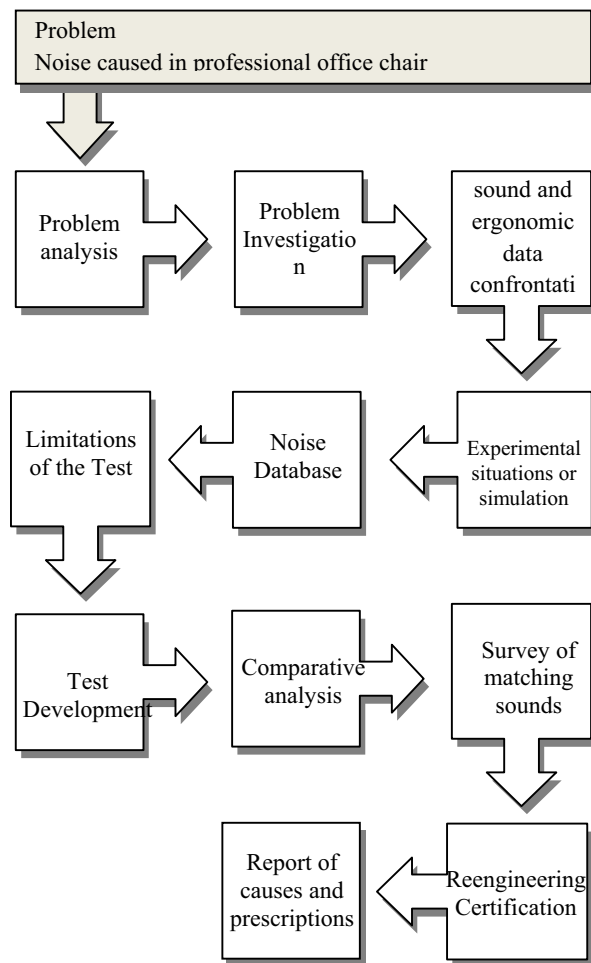 Problem
Noise caused in professional office chair
Problem
analysis
Problem
Investigatio
n
sound and
ergonomic
data
confrontati
Experimental
situations or
simulation
Noise
Database
Limitations
of the Test
Test
Development
Comparative
analysis
Survey of
matching
sounds
Reengineering
Certification
Report of
causes and
prescriptions